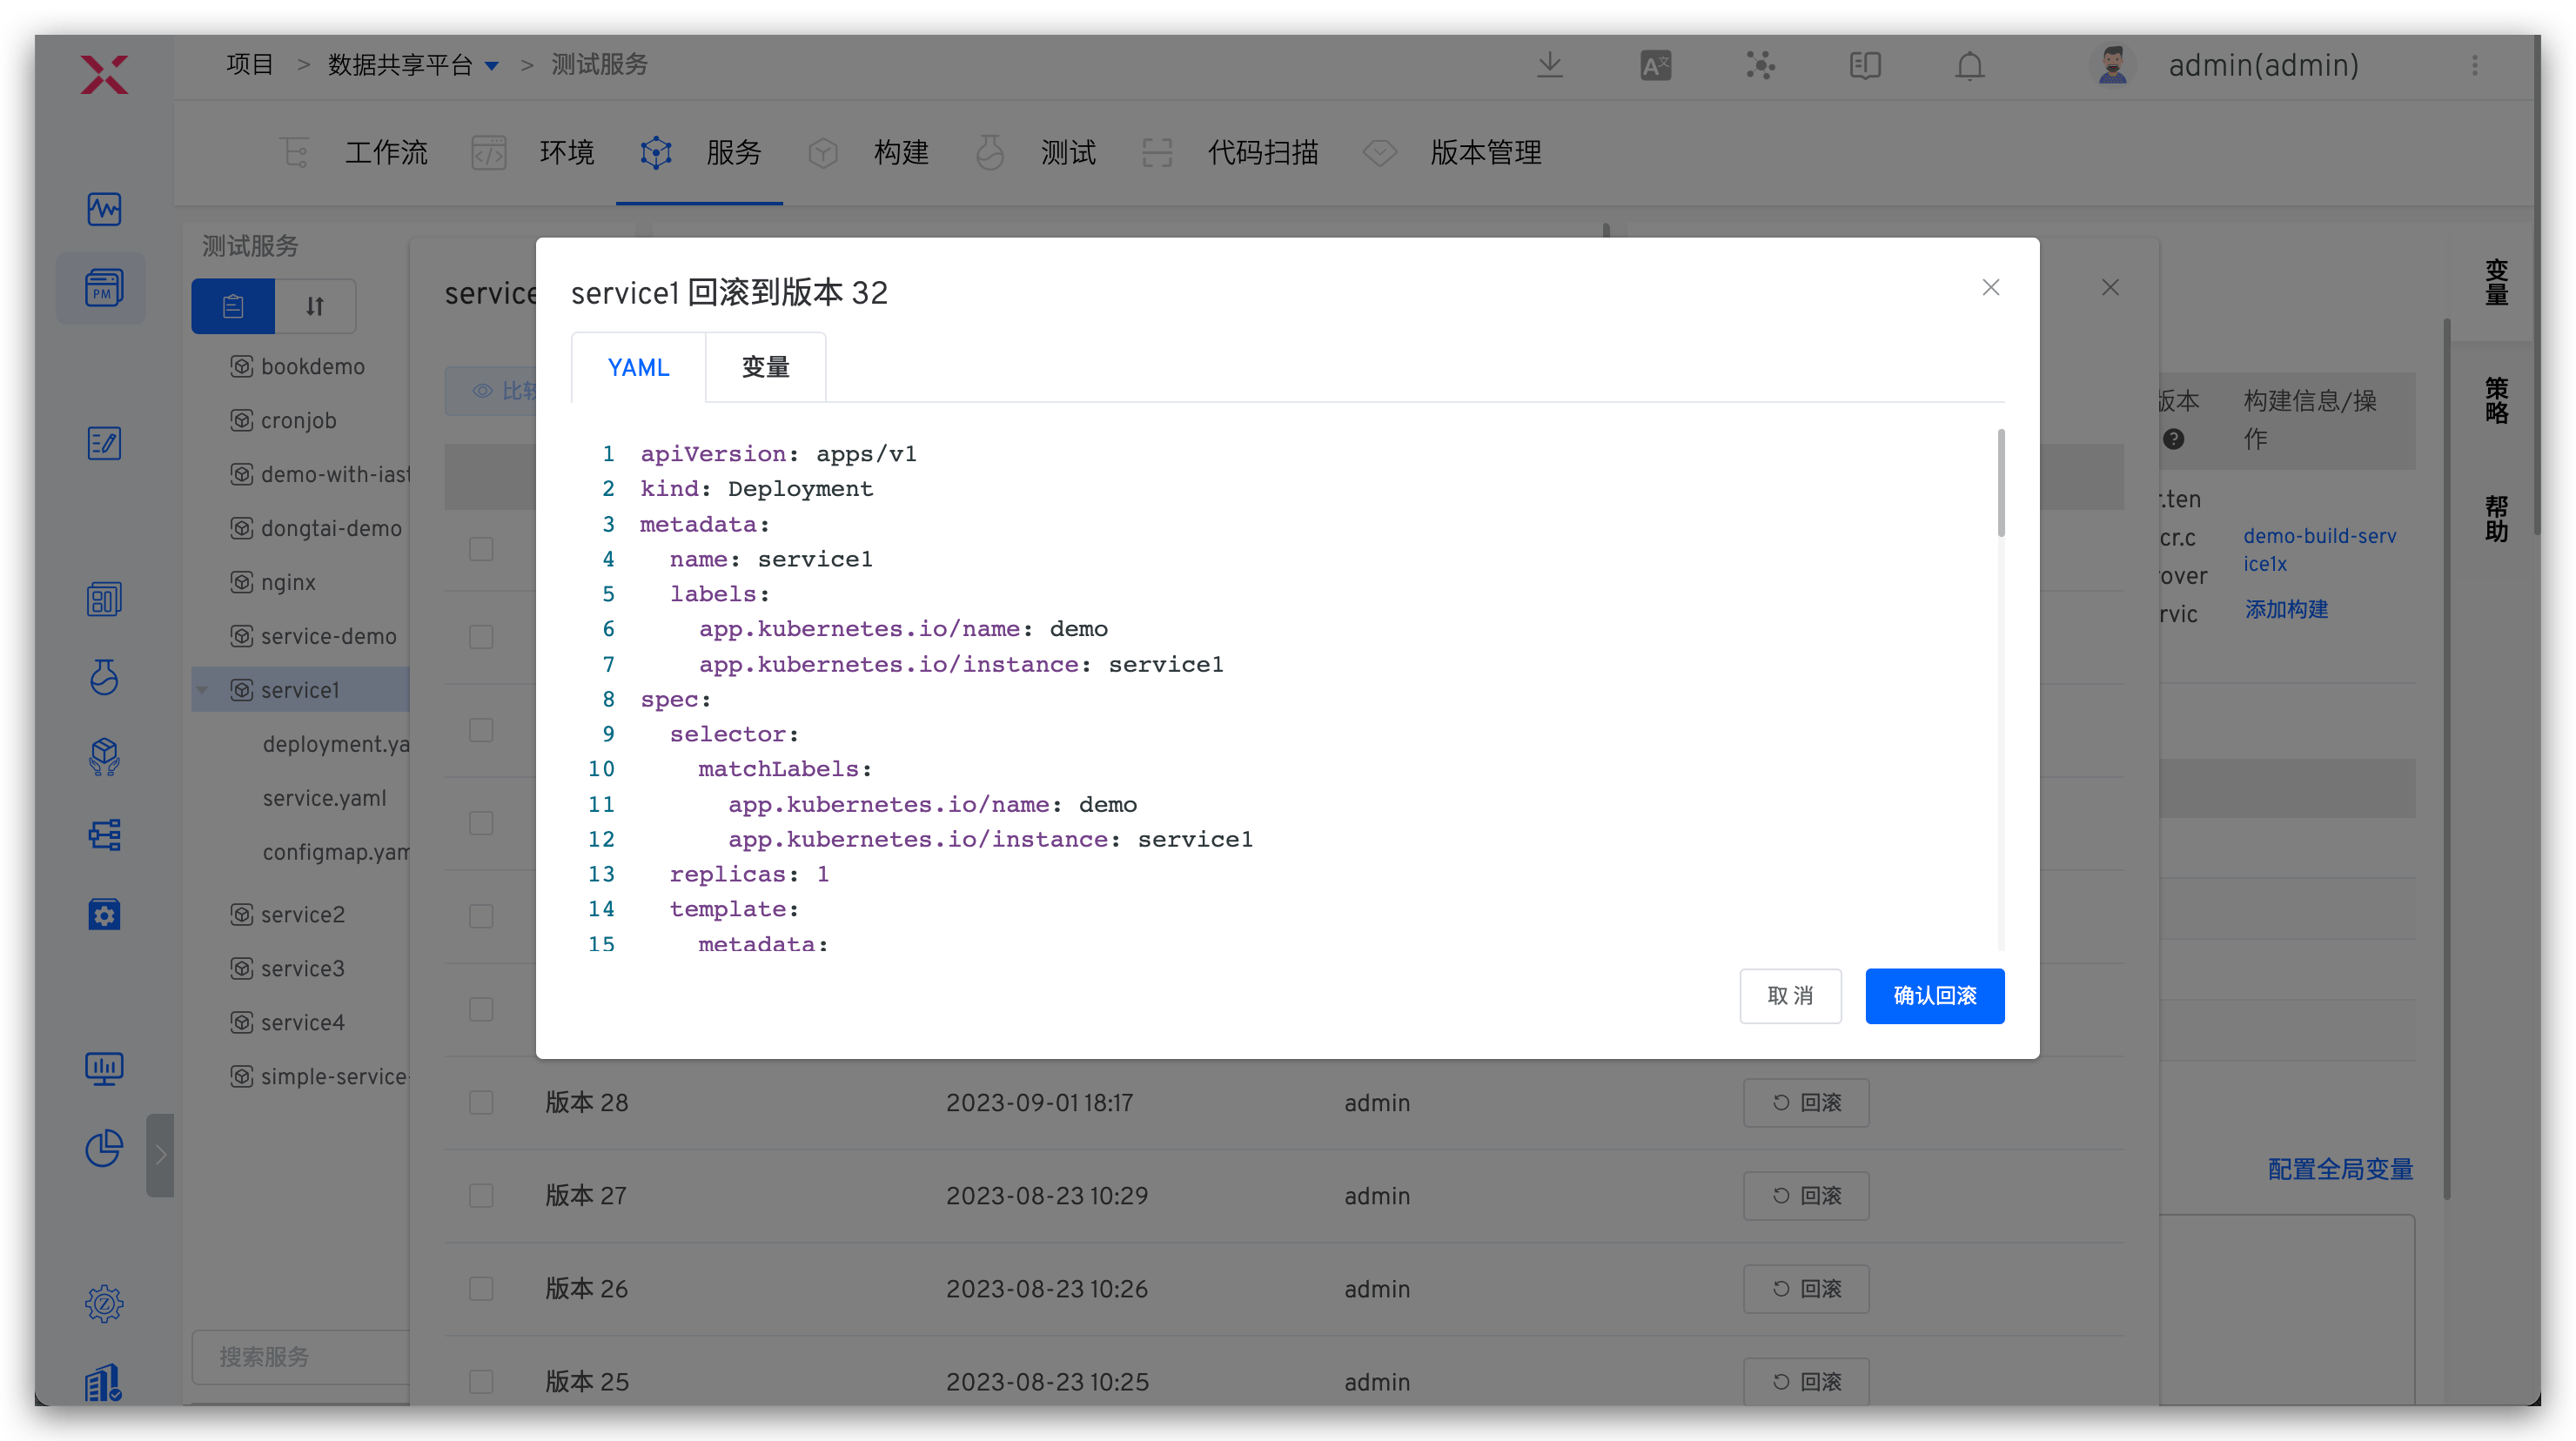 项目 > 数据共享平台 > 测试服务
admin(admin)
工作流 环境 服务 构建 测试 代码扫描 版本管理
测试服务
PM
bookdemo
cronjob
demo-with-iast
dongtai-demo
nginx
service-demo
service1
deployment.ya
service.yaml
configmap.yam
service2
service3
service4
simple-service-
搜索服务
service
比较
service1 回滚到版本 32
YAML 变量
1 apiVersion: apps/v1
2 kind: Deployment
3 metadata:
4 name: service1
5 labels:
6 app.kubernetes.io/name: demo
7 app.kubernetes.io/instance: service1
8 spec:
9 selector:
10 matchLabels:
11 app.kubernetes.io/name: demo
12 app.kubernetes.io/instance: service1
13 replicas: 1
14 template:
15 metadata:
取消 确认回滚
版本 28 2023-09-01 18:17 admin 回滚
版本 27 2023-08-23 10:29 admin 回滚
版本 26 2023-08-23 10:26 admin 回滚
版本 25 2023-08-23 10:25 admin 回滚
版本 构建信息/操
作
r.ten
cr.c
rover
rvic
demo-build-serv
ice1x
添加构建
配置全局变量
变量
策略
帮助